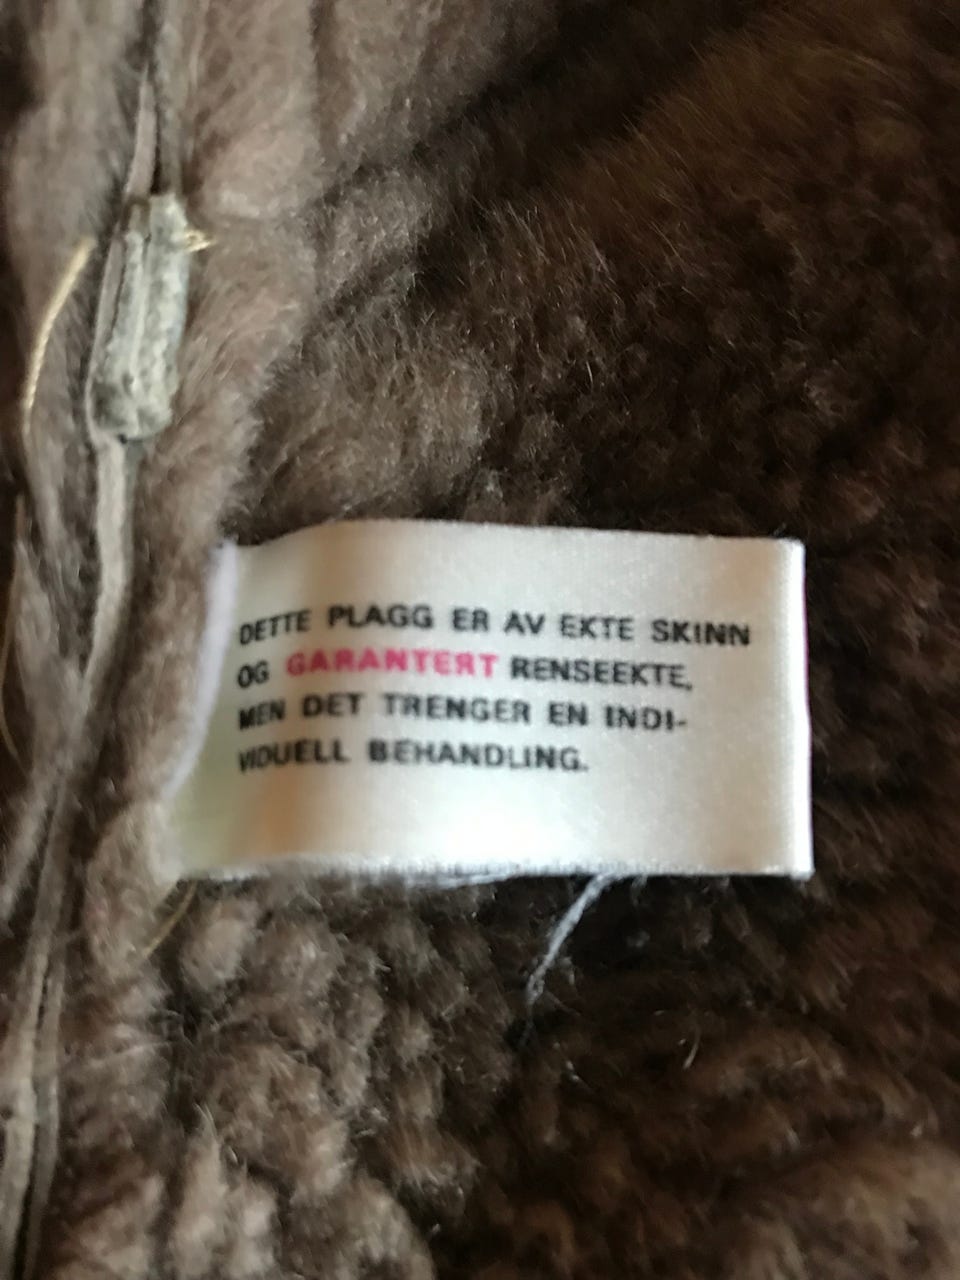 DETTE PLAGG ER AV EKTE SKINN
OG GARANTERT RENSEEKTE,
MEN DET TRENGER EN INDI-
VIDUELL BEHANDLING.